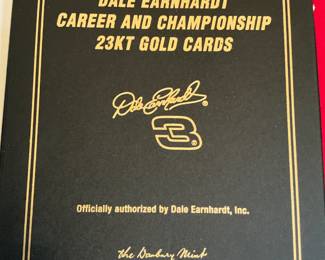 DALE EARNHARDT
CAREER AND CHAMPIONSHIP
23KT GOLD CARDS
Dale Earnhardt ®
3 ®
Officially authorized by Dale Earnhardt, Inc.
the Danbury Mint